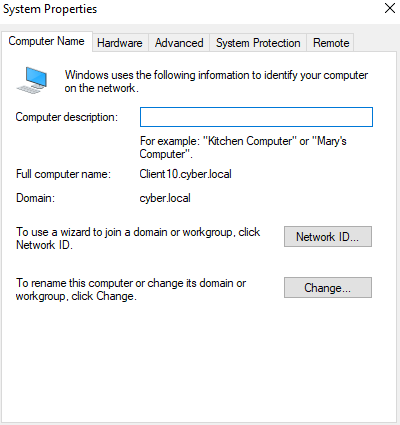 System Properties
Computer Name Hardware Advanced System Protection Remote
Windows uses the following information to identify your computer
on the network.
Computer description:
For example: "Kitchen Computer" or "Mary's
Computer".
Full computer name: Client10.cyber.local
Domain: cyber.local
To use a wizard to join a domain or workgroup, click
Network ID.
Network ID...
To rename this computer or change its domain or
workgroup, click Change.
Change...